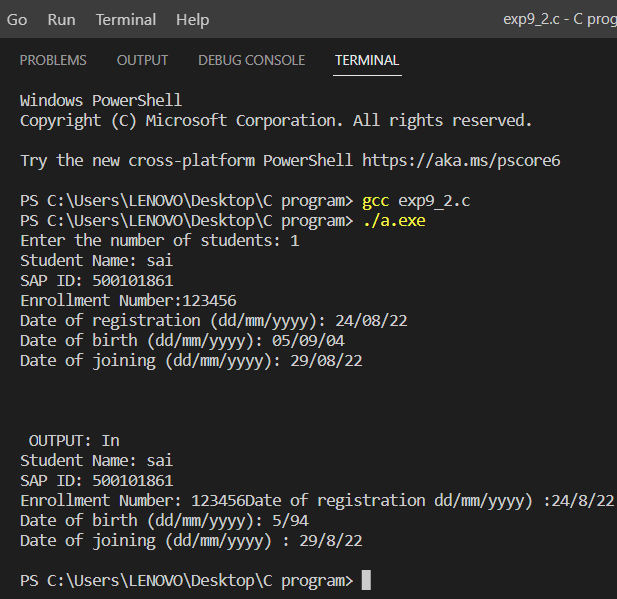 Go Run Terminal Help exp9_2.c - C prog
PROBLEMS OUTPUT DEBUG CONSOLE TERMINAL
Windows PowerShell
Copyright (C) Microsoft Corporation. All rights reserved.
Try the new cross-platform PowerShell https://aka.ms/pscore6
PS C:\Users\LENOVO\Desktop\C program> gcc exp9_2.c
PS C:\Users\LENOVO\Desktop\C program> ./a.exe
Enter the number of students: 1
Student Name: sai
SAP ID: 500101861
Enrollment Number:123456
Date of registration (dd/mm/yyyy): 24/08/22
Date of birth (dd/mm/yyyy): 05/09/04
Date of joining (dd/mm/yyyy): 29/08/22
OUTPUT: In
Student Name: sai
SAP ID: 500101861
Enrollment Number: 123456Date of registration dd/mm/yyyy) :24/8/22
Date of birth (dd/mm/yyyy): 5/94
Date of joining (dd/mm/yyyy) : 29/8/22
PS C:\Users\LENOVO\Desktop\C program>